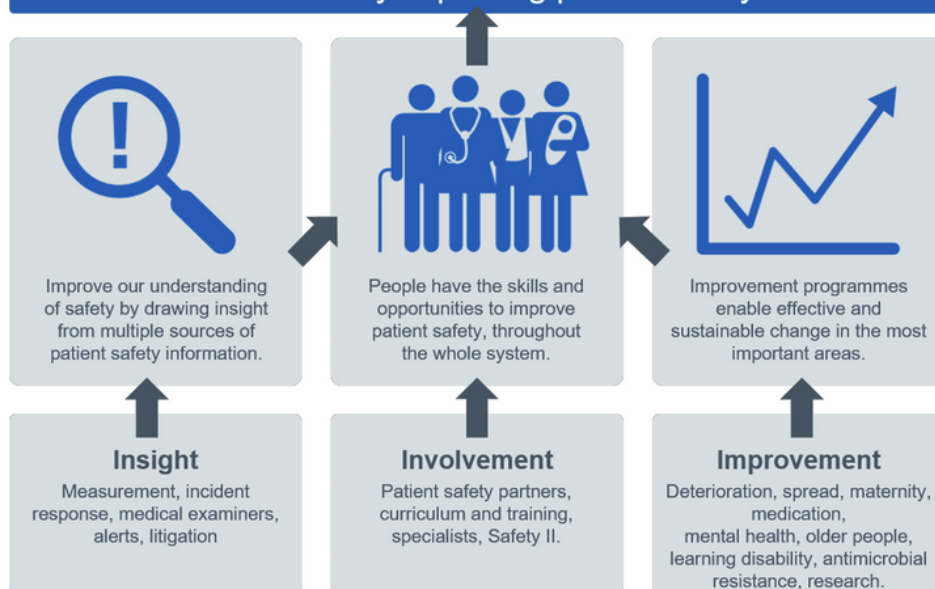 Improve our understanding
of safety by drawing insight
from multiple sources of
patient safety information.
People have the skills and
opportunities to improve
patient safety, throughout
the whole system.
Improvement programmes
enable effective and
sustainable change in the most
important areas.
Insight
Measurement, incident
response, medical examiners,
alerts, litigation
Involvement
Patient safety partners,
curriculum and training,
specialists, Safety II.
Improvement
Deterioration, spread, maternity,
medication,
mental health, older people,
learning disability, antimicrobial
resistance, research.